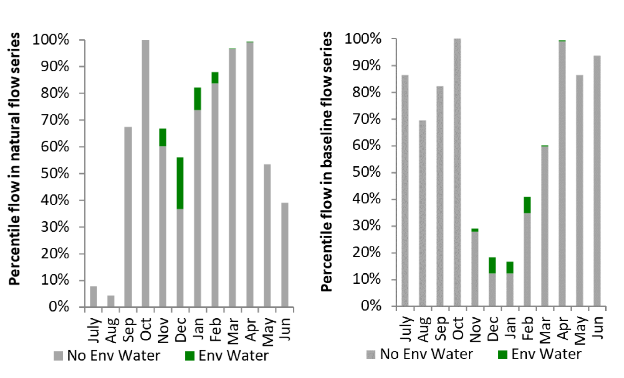 Percentile flow in natural flow series
100%
90%
80%
70%
60%
50%
40%
30%
20%
10%
0%
July
Aug
Sep
Oct
Nov
Dec
Jan
Feb
Mar
Apr
May
Jun
No Env Water
Env Water
Percentile flow in baseline flow series
100%
90%
80%
70%
60%
50%
40%
30%
20%
10%
0%
July
Aug
Sep
Oct
Nov
Dec
Jan
Feb
Mar
Apr
May
Jun
No Env Water
Env Water